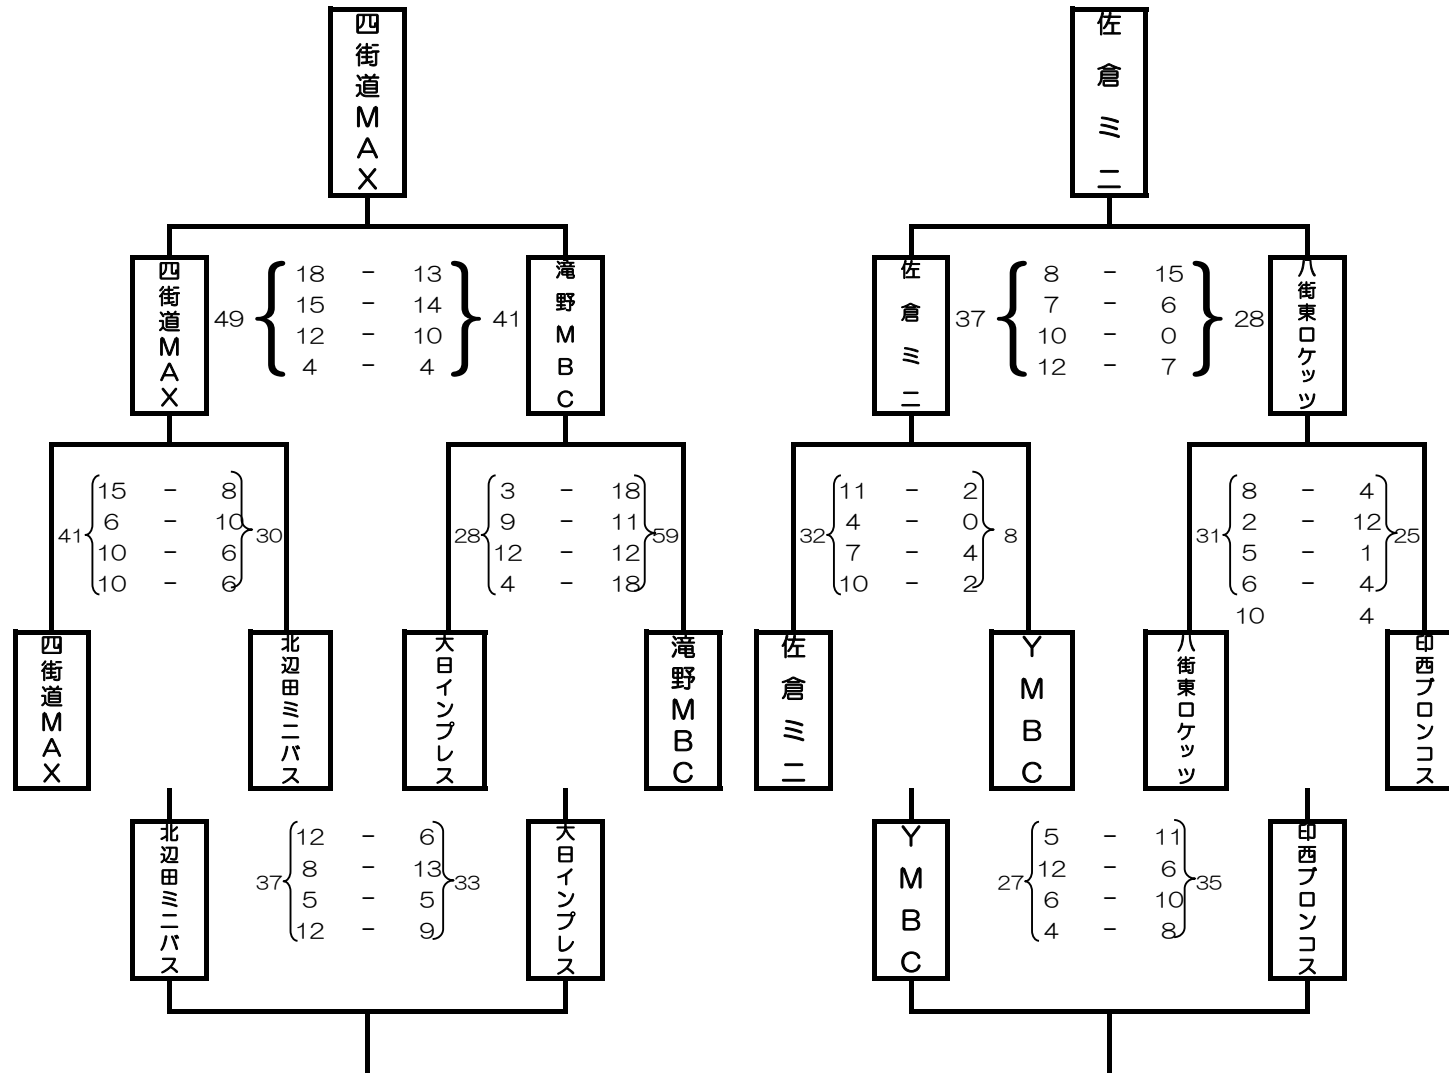 四街道MAX
佐倉ミニ
四街道MAX
49
18 - 13
15 - 14
12 - 10
4 - 4
41
滝野MBC
佐倉ミニ
37
8 - 15
7 - 6
10 - 0
12 - 7
28
八街東ロケッツ
41
15 - 8
6 - 10
10 - 6
10 - 6
30
28
3 - 18
9 - 11
12 - 12
4 - 18
59
32
11 - 2
4 - 0
7 - 4
10 - 2
8
31
8 - 4
2 - 12
5 - 1
6 - 4
10 4
25
四街道MAX
北辺田ミニバス
大日インプレス
滝野MBC
佐倉ミニ
YMBC
八街東ロケッツ
印西ブロンコス
北辺田ミニバス
37
12 - 6
8 - 13
5 - 5
12 - 9
33
大日インプレス
YMBC
27
5 - 11
12 - 6
6 - 10
4 - 8
35
印西ブロンコス